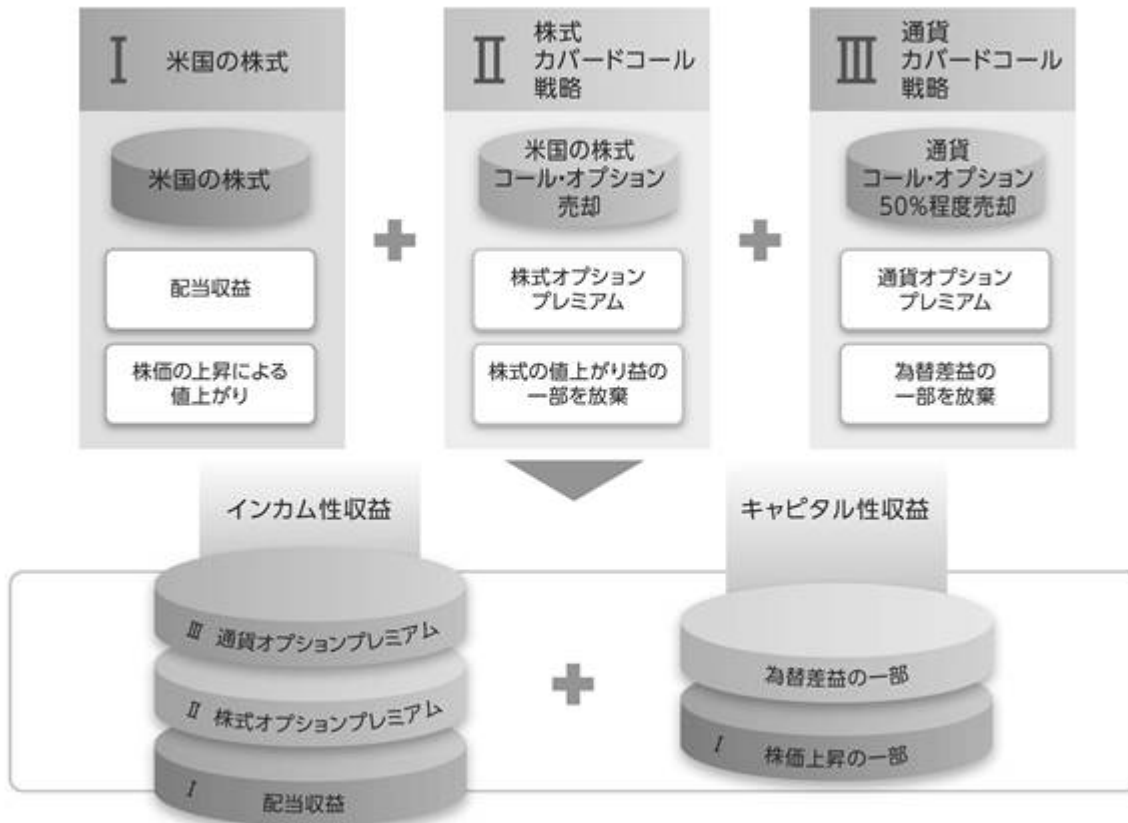 Ⅰ 米国の株式
Ⅱ 株式
カバードコール
戦略
Ⅲ 通貨
カバードコール
戦略
米国の株式
配当収益
株価の上昇による
値上がり
米国の株式
コール・オプション
売却
株式オプション
プレミアム
株式の値上がり益の
一部を放棄
通貨
コール・オプション
50%程度売却
通貨オプション
プレミアム
為替差益の
一部を放棄
インカム性収益
Ⅲ 通貨オプションプレミアム
Ⅱ 株式オプションプレミアム
Ⅰ 配当収益
キャピタル性収益
為替差益の一部
Ⅰ 株価上昇の一部